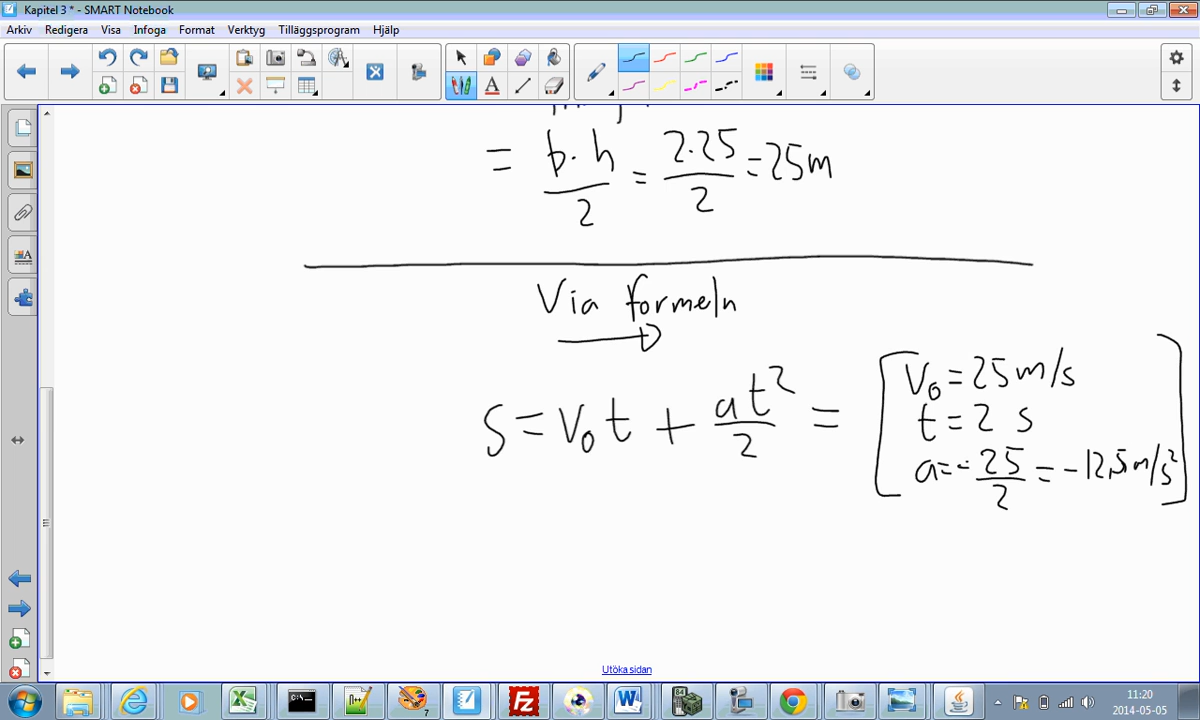 Kapitel 3 * - SMART Notebook
Arkiv Redigera Visa Infoga Format Verktyg Tilläggsprogram Hjälp
= b·h/2 = 2·25/2 = 25m
Via formeln
s = v₀t + at²/2 = [v₀ = 25 m/s
t = 2 s
a = -25/2 = -12,5 m/s²]
Utöka sidan
11:20
2014-05-05